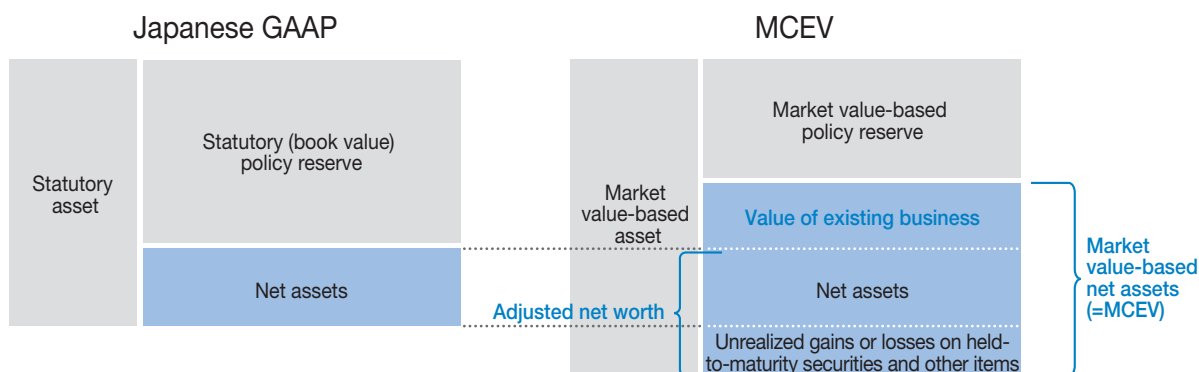 Japanese GAAP
Statutory
asset
Statutory (book value)
policy reserve
Net assets
MCEV
Market
value-based
asset
Market value-based
policy reserve
Value of existing business
Net assets
Unrealized gains or losses on held-
to-maturity securities and other items
Adjusted net worth
Market
value-based
net assets
(=MCEV)